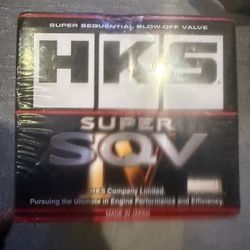 SUPER SEQUENTIAL BLOW-OFF VALVE
HKS
SUPER
SQV
IV
HKS Company Limited.
Pursuing the Ultimate in Engine Performance and Efficiency.
MADE IN JAPAN